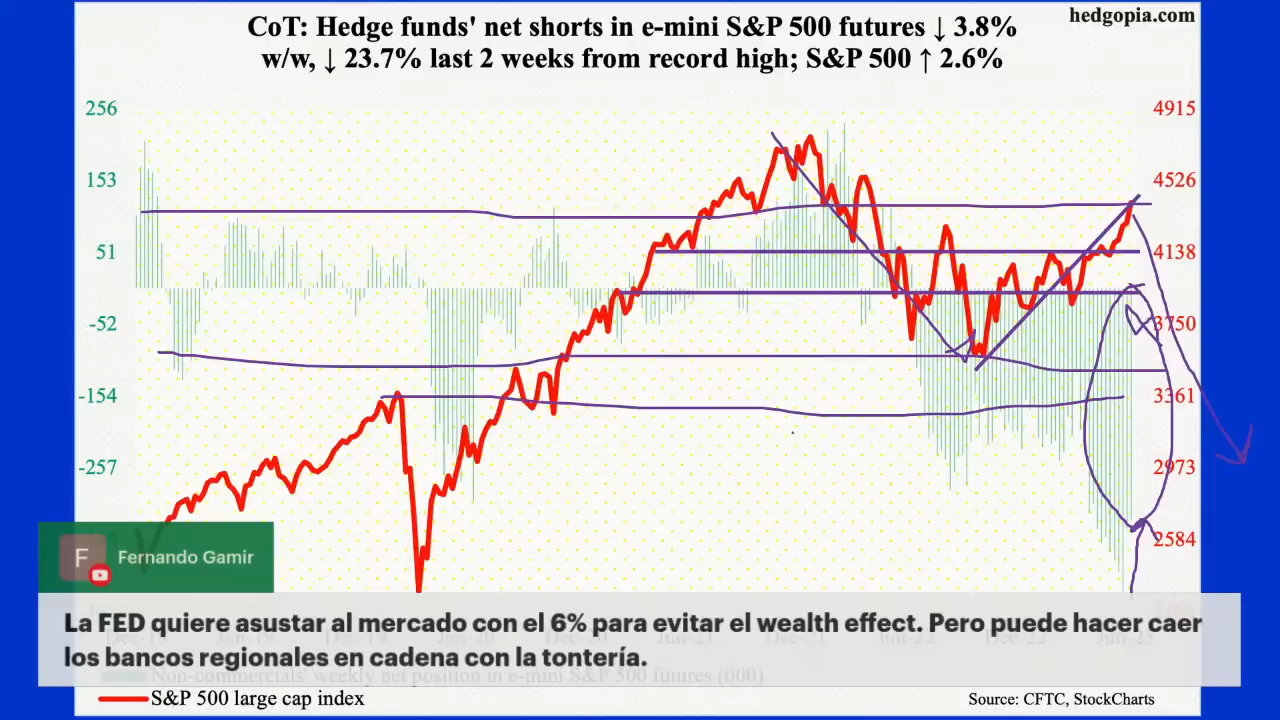 hedgopia.com
CoT: Hedge funds' net shorts in e-mini S&P 500 futures ↓ 3.8%
w/w, ↓ 23.7% last 2 weeks from record high; S&P 500 ↑ 2.6%
256
4915
153
4526
51
4138
-52
3750
-154
3361
-257
2973
2584
F
Fernando Gamir
La FED quiere asustar al mercado con el 6% para evitar el wealth effect. Pero puede hacer caer
los bancos regionales en cadena con la tontería.
Non-commercials' weekly net position in e-mini S&P 500 futures (000)
S&P 500 large cap index
Source: CFTC, StockCharts